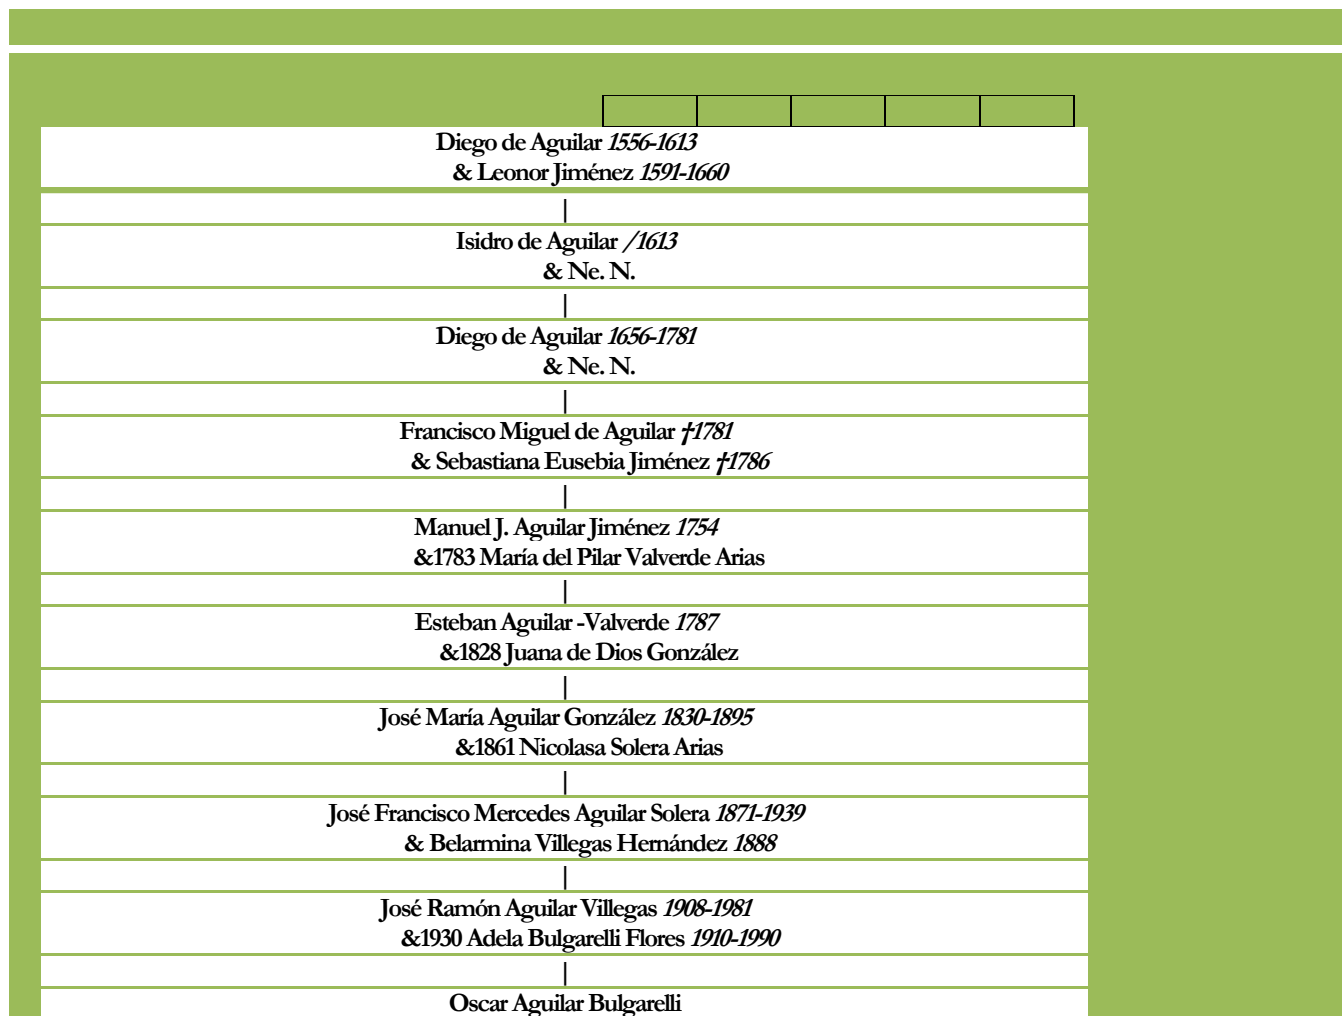 Diego de Aguilar 1556-1613
& Leonor Jiménez 1591-1660
|
Isidro de Aguilar /1613
& Ne. N.
|
Diego de Aguilar 1656-1781
& Ne. N.
|
Francisco Miguel de Aguilar †1781
& Sebastiana Eusebia Jiménez †1786
|
Manuel J. Aguilar Jiménez 1754
&1783 María del Pilar Valverde Arias
|
Esteban Aguilar -Valverde 1787
&1828 Juana de Dios González
|
José María Aguilar González 1830-1895
&1861 Nicolasa Solera Arias
|
José Francisco Mercedes Aguilar Solera 1871-1939
& Belarmina Villegas Hernández 1888
|
José Ramón Aguilar Villegas 1908-1981
&1930 Adela Bulgarelli Flores 1910-1990
|
Oscar Aguilar Bulgarelli